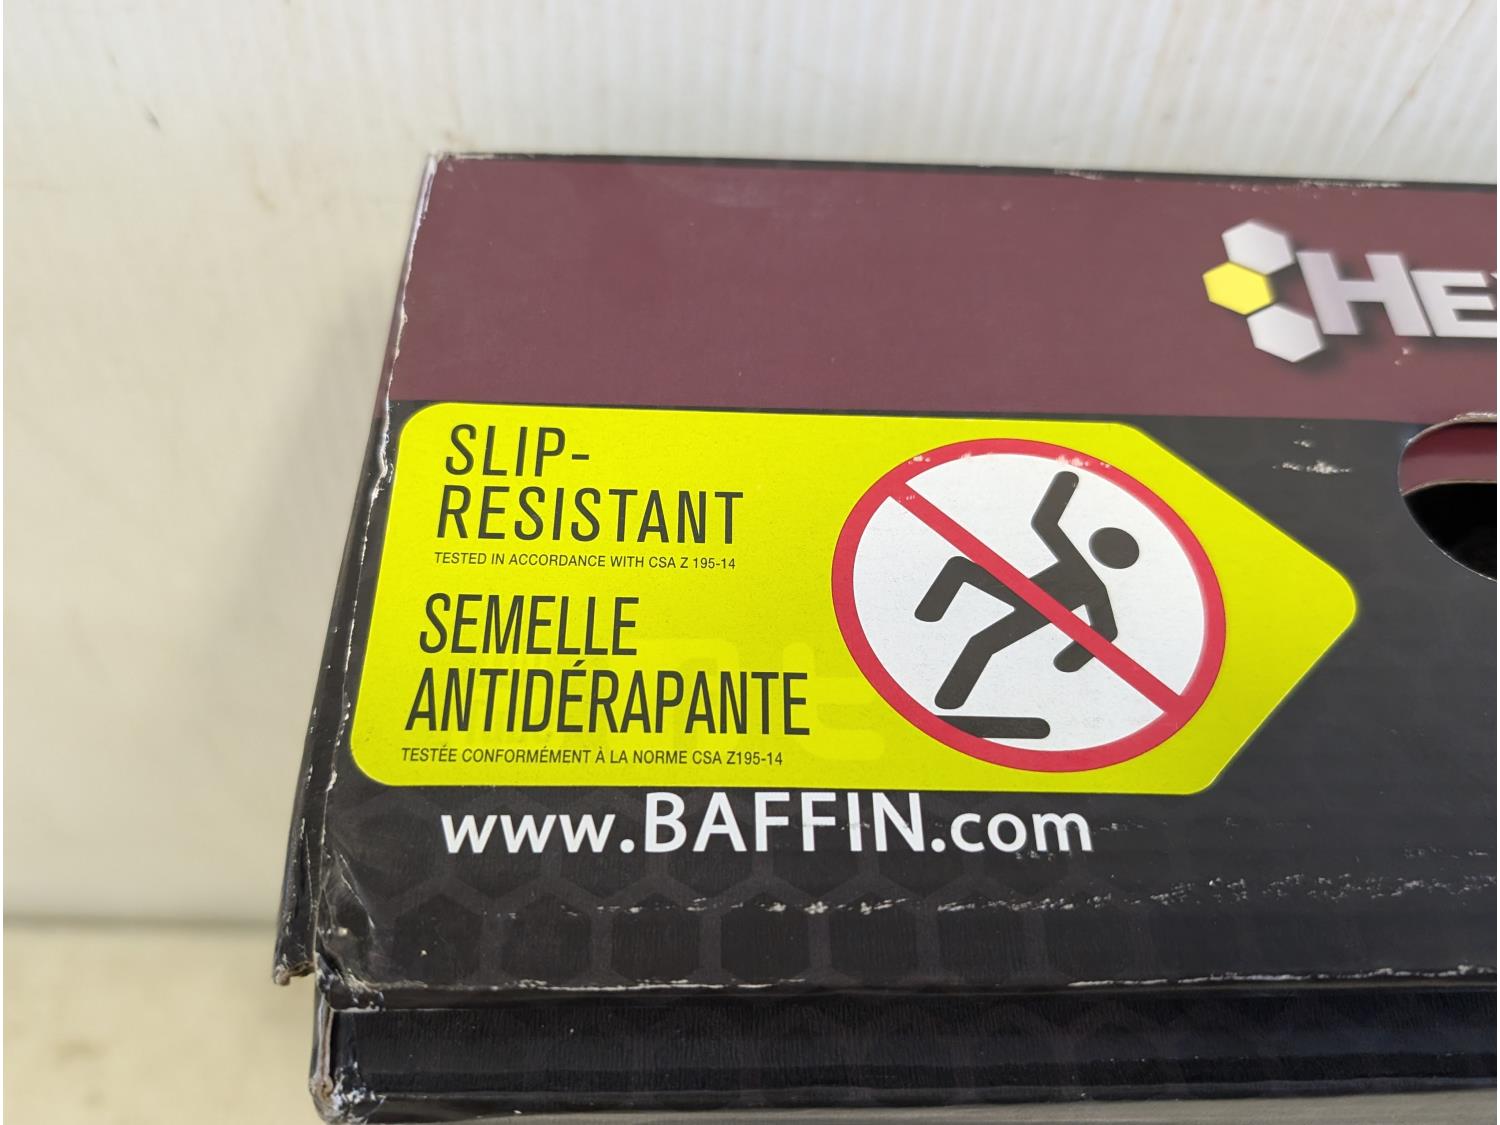 HE
SLIP-
RESISTANT
TESTED IN ACCORDANCE WITH CSA Z 195-14
SEMELLE
ANTIDÉRAPANTE
TESTÉE CONFORMÉMENT À LA NORME CSA Z195-14
www.BAFFIN.com